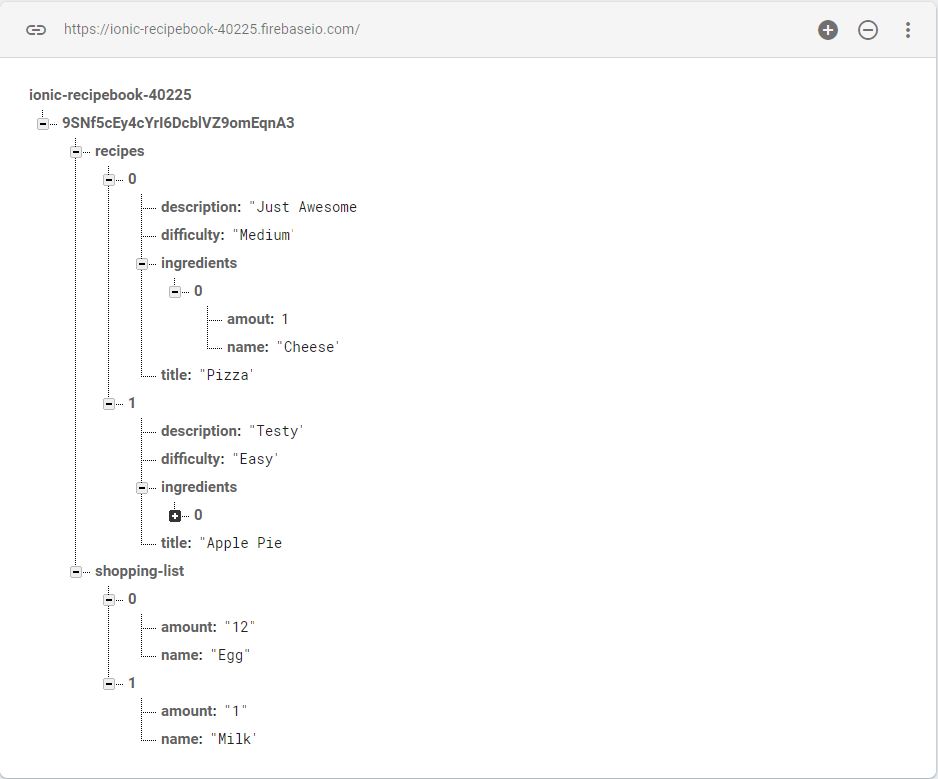 https://ionic-recipebook-40225.firebaseio.com/
ionic-recipebook-40225
9SNf5cEy4cYrI6DcblVZ9omEqnA3
recipes
0
description: "Just Awesome
difficulty: "Medium'
ingredients
0
amout: 1
name: "Cheese'
title: "Pizza'
1
description: "Testy'
difficulty: "Easy'
ingredients
0
title: "Apple Pie
shopping-list
0
amount: "12"
name: "Egg"
1
amount: "1"
name: "Milk'